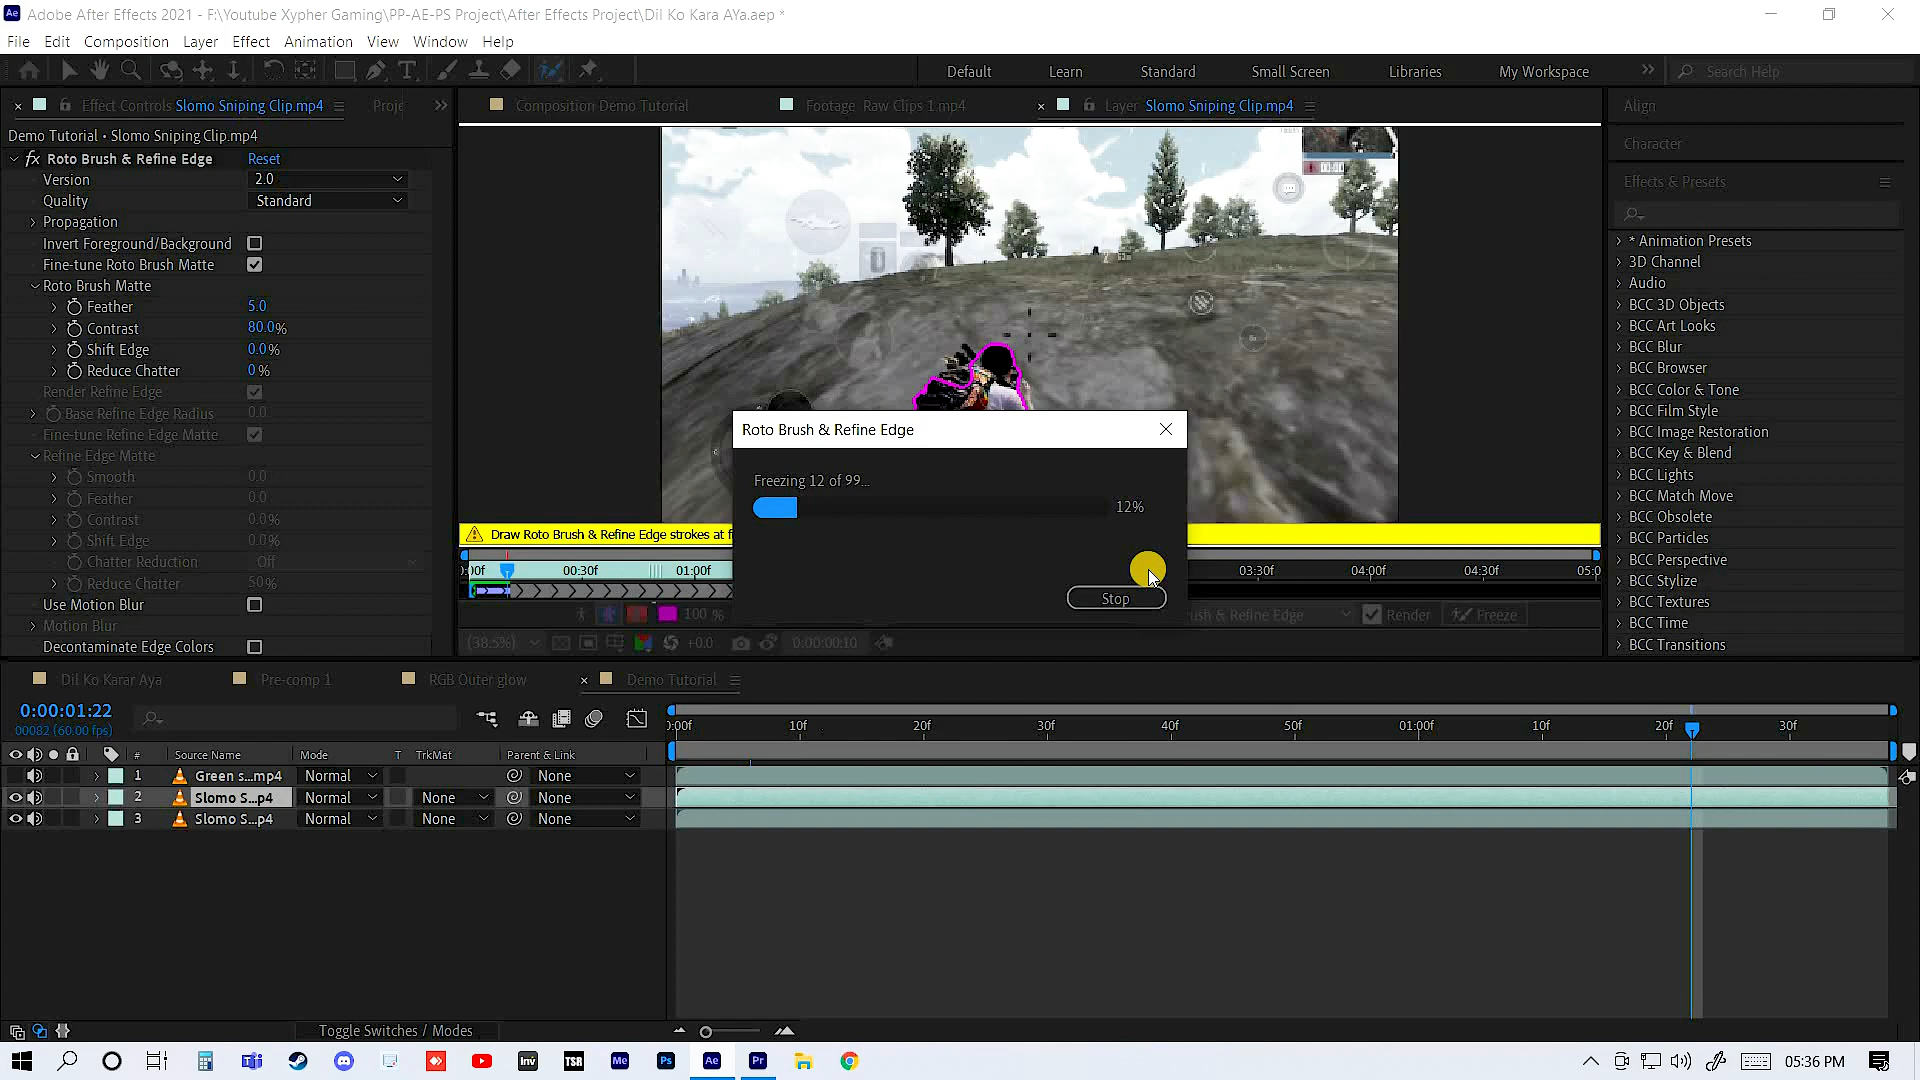 Adobe After Effects 2021 - F:\Youtube Xypher Gaming\PP-AE-PS Project\After Effects Project\Dil Ko Kara AYa.aep *
File Edit Composition Layer Effect Animation View Window Help
Default Learn Standard Small Screen Libraries My Workspace Search Help
Effect Controls Slomo Sniping Clip.mp4 Proje
Composition Demo Tutorial Footage Raw Clips 1.mp4 Layer Slomo Sniping Clip.mp4
Demo Tutorial • Slomo Sniping Clip.mp4
fx Roto Brush & Refine Edge Reset
Version 2.0
Quality Standard
Propagation
Invert Foreground/Background
Fine-tune Roto Brush Matte
Roto Brush Matte
Feather 5.0
Contrast 80.0%
Shift Edge 0.0%
Reduce Chatter 0%
Render Refine Edge
Base Refine Edge Radius 0.0
Fine-tune Refine Edge Matte
Refine Edge Matte
Smooth 0.0
Feather 0.0
Contrast 0.0%
Shift Edge 0.0%
Chatter Reduction Off
Reduce Chatter 50%
Use Motion Blur
Motion Blur
Decontaminate Edge Colors
Roto Brush & Refine Edge
Freezing 12 of 99...
12%
Stop
Draw Roto Brush & Refine Edge strokes at f
0:00f 00:30f 01:00f 03:30f 04:00f 04:30f 05:0
100 % ush & Refine Edge Render Freeze
(38.5%) +0.0 0:00:00:10
Align
Character
Effects & Presets
* Animation Presets
3D Channel
Audio
BCC 3D Objects
BCC Art Looks
BCC Blur
BCC Browser
BCC Color & Tone
BCC Film Style
BCC Image Restoration
BCC Key & Blend
BCC Lights
BCC Match Move
BCC Obsolete
BCC Particles
BCC Perspective
BCC Stylize
BCC Textures
BCC Time
BCC Transitions
Dil Ko Karar Aya Pre-comp 1 RGB Outer glow Demo Tutorial
0:00:01:22
00082 (60.00 fps)
0:00f 10f 20f 30f 40f 50f 01:00f 10f 20f 30f
# Source Name Mode T TrkMat Parent & Link
1 Green s...mp4 Normal None
2 Slomo S...p4 Normal None None
3 Slomo S...p4 Normal None None
Toggle Switches / Modes
Inv TSR Me Ps Ae Pr 05:36 PM